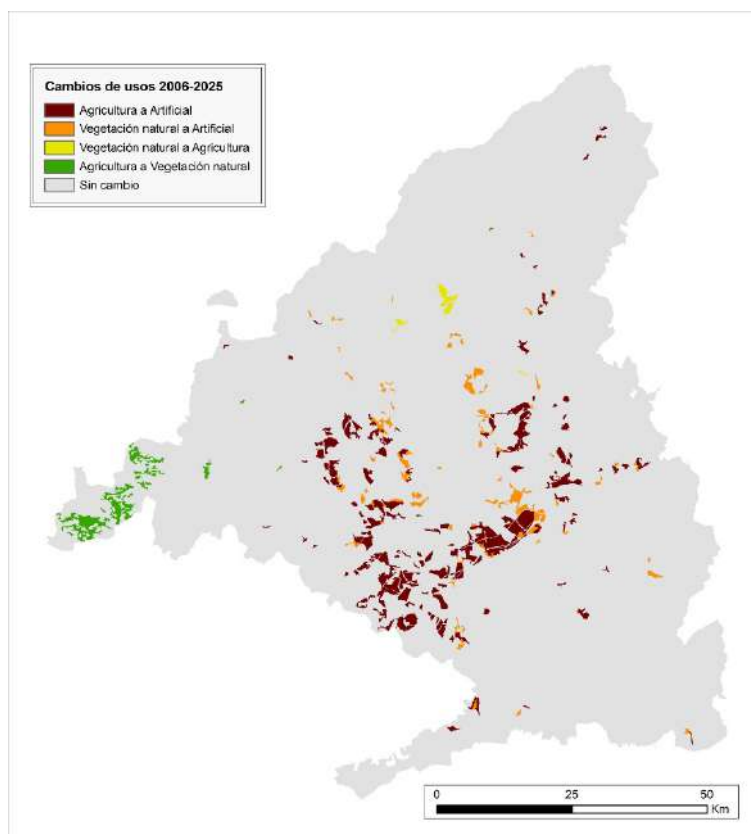 Cambios de usos 2006-2025
Agricultura a Artificial
Vegetación natural a Artificial
Vegetación natural a Agricultura
Agricultura a Vegetación natural
Sin cambio
0 25 50
Km